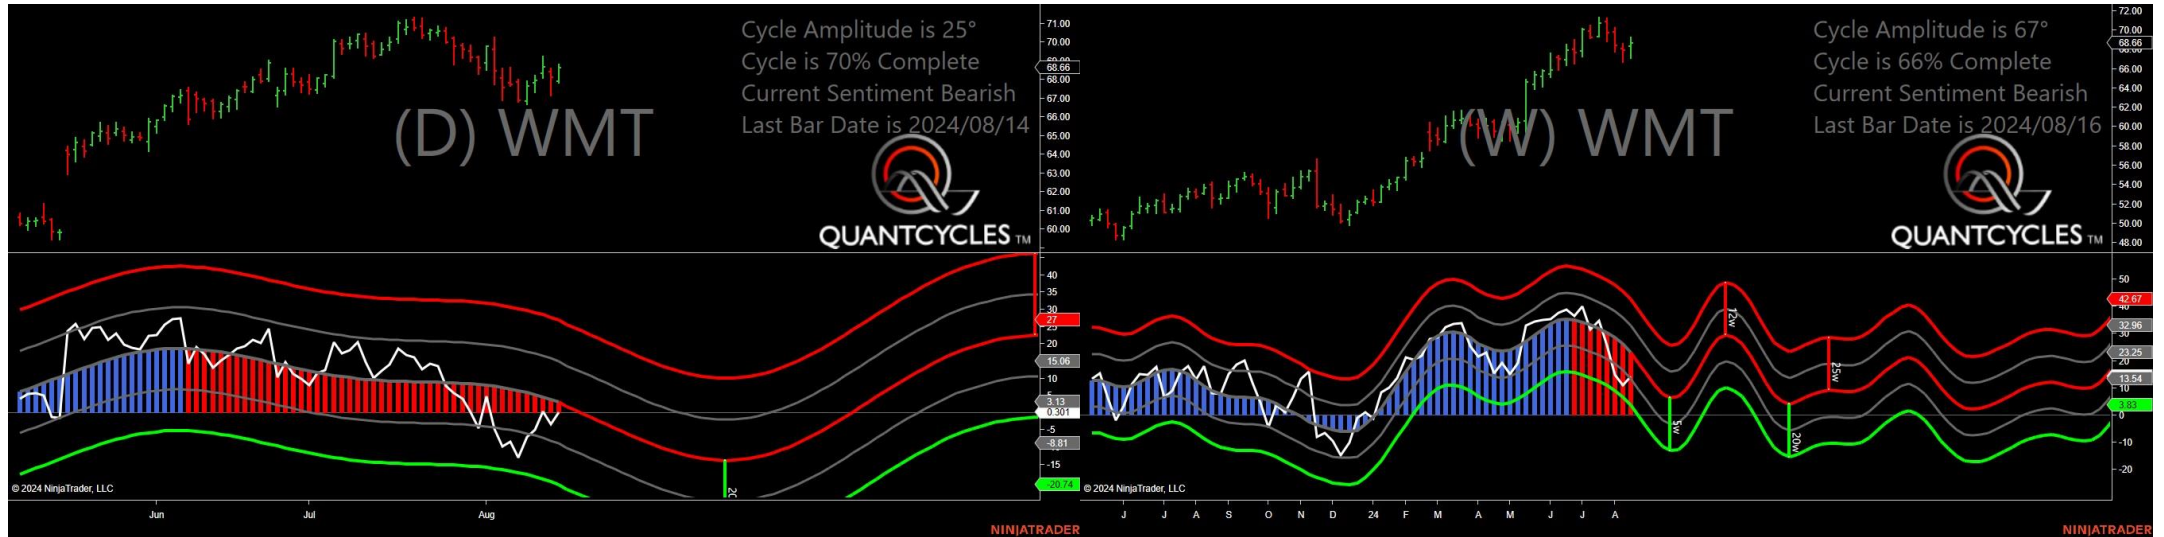 Cycle Amplitude is 25°
Cycle is 70% Complete
Current Sentiment Bearish
Last Bar Date is 2024/08/14
(D) WMT
QUANTCYCLES TM
71.00
70.00
68.66
68.00
67.00
66.00
65.00
64.00
63.00
62.00
61.00
60.00
40
35
30
27
25
20
15.06
10
3.13
0.301
-5
-8.81
-15
-20.74
© 2024 NinjaTrader, LLC
Jun
Jul
Aug
NINJATRADER
Cycle Amplitude is 67°
Cycle is 66% Complete
Current Sentiment Bearish
Last Bar Date is 2024/08/16
(W) WMT
QUANTCYCLES TM
72.00
70.00
68.66
66.00
64.00
62.00
60.00
58.00
56.00
54.00
52.00
50.00
48.00
50
42.67
40
32.96
30
23.25
20
13.54
10
3.83
0
-10
-20
12w
25w
5w
20w
© 2024 NinjaTrader, LLC
J
J
A
S
O
N
D
24
F
M
A
M
J
J
A
NINJATRADER